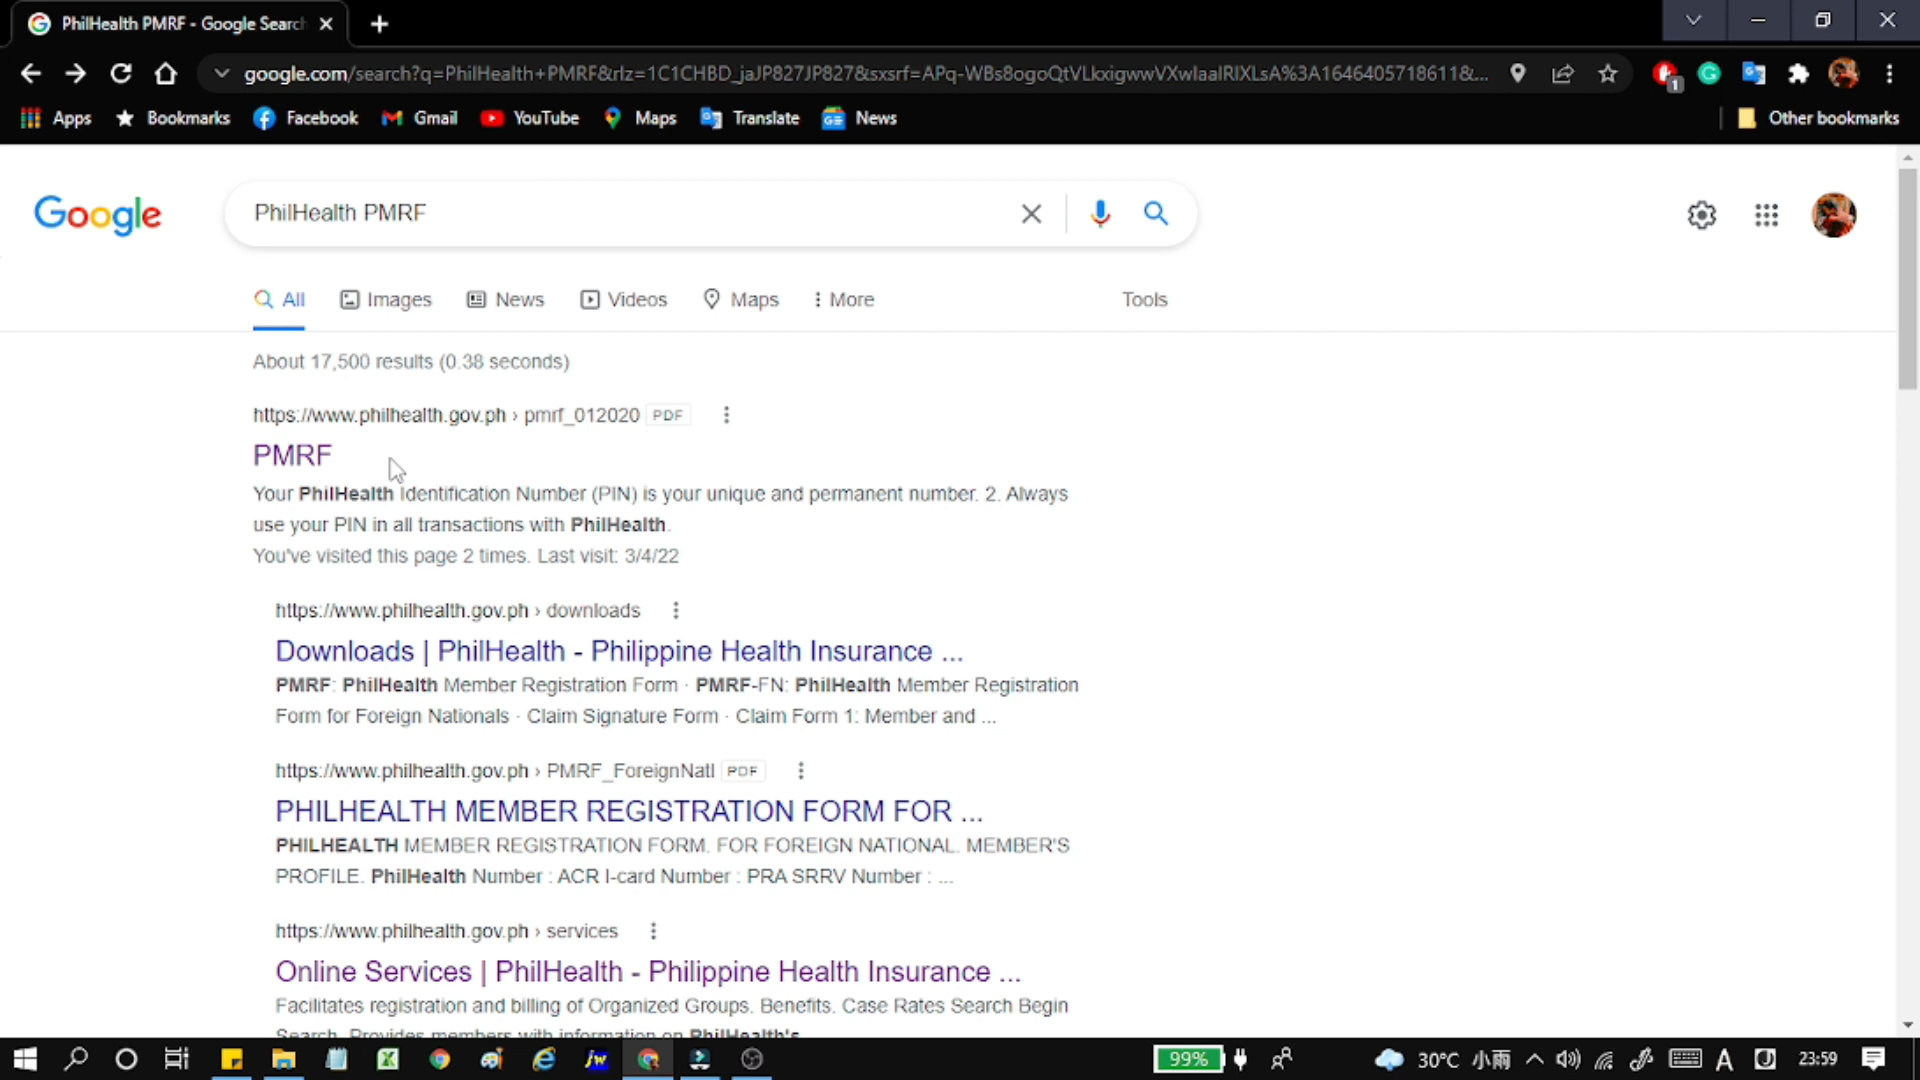 PhilHealth PMRF - Google Search
google.com/search?q=PhilHealth+PMRF&rlz=1C1CHBD_jaJP827JP827&sxsrf=APq-WBs8ogoQtVLkxigwwVXwIaalRIXLsA%3A1646405718611&...
1
Apps Bookmarks Facebook Gmail YouTube Maps Translate News Other bookmarks
Google PhilHealth PMRF
All Images News Videos Maps More Tools
About 17,500 results (0.38 seconds)
https://www.philhealth.gov.ph › pmrf_012020 PDF
PMRF
Your PhilHealth Identification Number (PIN) is your unique and permanent number. 2. Always
use your PIN in all transactions with PhilHealth.
You've visited this page 2 times. Last visit: 3/4/22
https://www.philhealth.gov.ph › downloads
Downloads | PhilHealth - Philippine Health Insurance ...
PMRF: PhilHealth Member Registration Form · PMRF-FN: PhilHealth Member Registration
Form for Foreign Nationals · Claim Signature Form · Claim Form 1: Member and ...
https://www.philhealth.gov.ph › PMRF_ForeignNatl PDF
PHILHEALTH MEMBER REGISTRATION FORM FOR ...
PHILHEALTH MEMBER REGISTRATION FORM. FOR FOREIGN NATIONAL. MEMBER'S
PROFILE. PhilHealth Number : ACR I-card Number : PRA SRRV Number : ...
https://www.philhealth.gov.ph › services
Online Services | PhilHealth - Philippine Health Insurance ...
Facilitates registration and billing of Organized Groups. Benefits. Case Rates Search Begin
Search. Provides members with information on PhilHealth's
99% 30°C 小雨 A 23:59